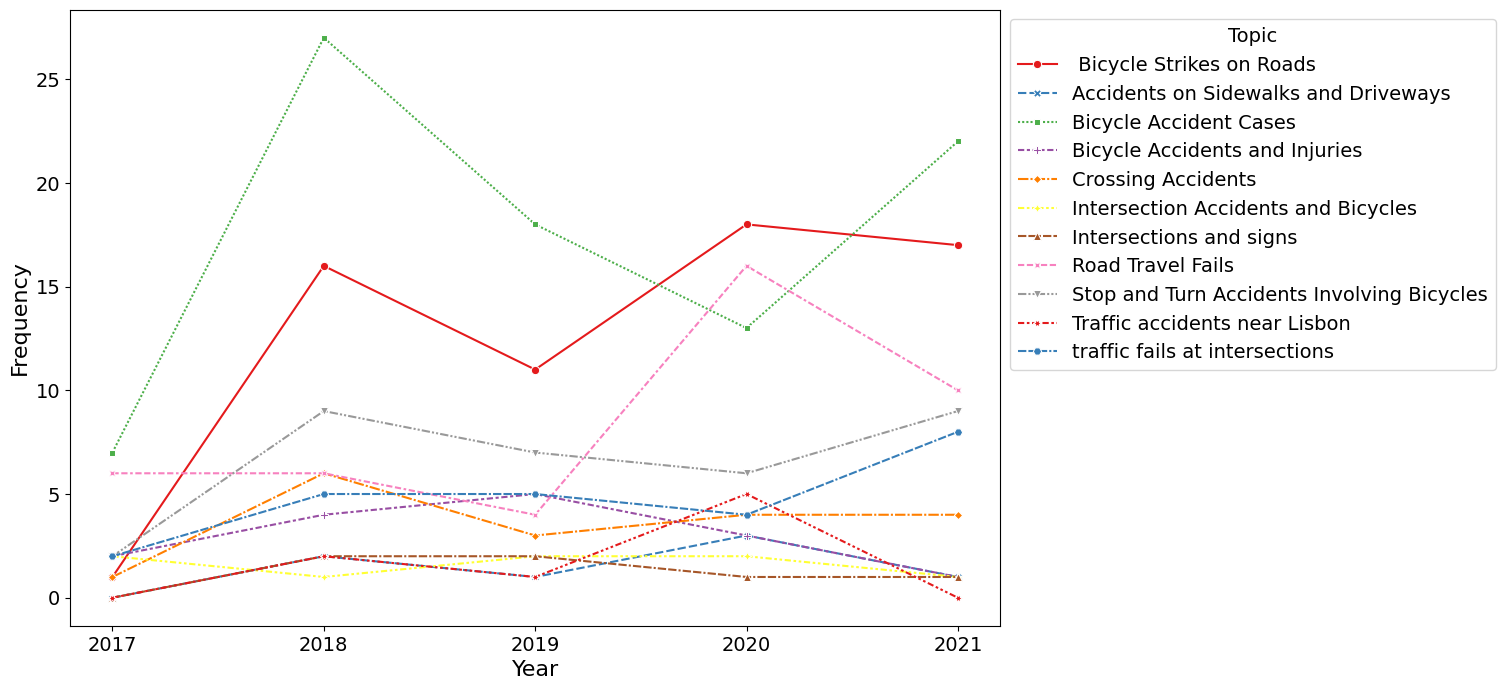 Frequency
25
20
15
10
5
0
2017 2018 2019 2020 2021
Year
Topic
Bicycle Strikes on Roads
Accidents on Sidewalks and Driveways
Bicycle Accident Cases
Bicycle Accidents and Injuries
Crossing Accidents
Intersection Accidents and Bicycles
Intersections and signs
Road Travel Fails
Stop and Turn Accidents Involving Bicycles
Traffic accidents near Lisbon
traffic fails at intersections